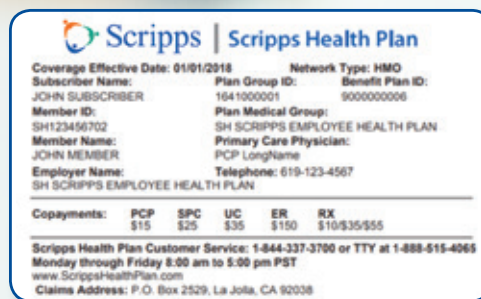 Scripps | Scripps Health Plan
Coverage Effective Date: 01/01/2018 Network Type: HMO
Subscriber Name: Plan Group ID: Benefit Plan ID:
JOHN SUBSCRIBER 1641000001 9000000006
Member ID: Plan Medical Group:
SH123456702 SH SCRIPPS EMPLOYEE HEALTH PLAN
Member Name: Primary Care Physician:
JOHN MEMBER PCP LongName
Employer Name: Telephone: 619-123-4567
SH SCRIPPS EMPLOYEE HEALTH PLAN
Copayments: PCP SPC UC ER RX
$15 $25 $35 $150 $10/$35/$55
Scripps Health Plan Customer Service: 1-844-337-3700 or TTY at 1-888-515-4065
Monday through Friday 8:00 am to 5:00 pm PST
www.ScrippsHealthPlan.com
Claims Address: P.O. Box 2529, La Jolla, CA 92038